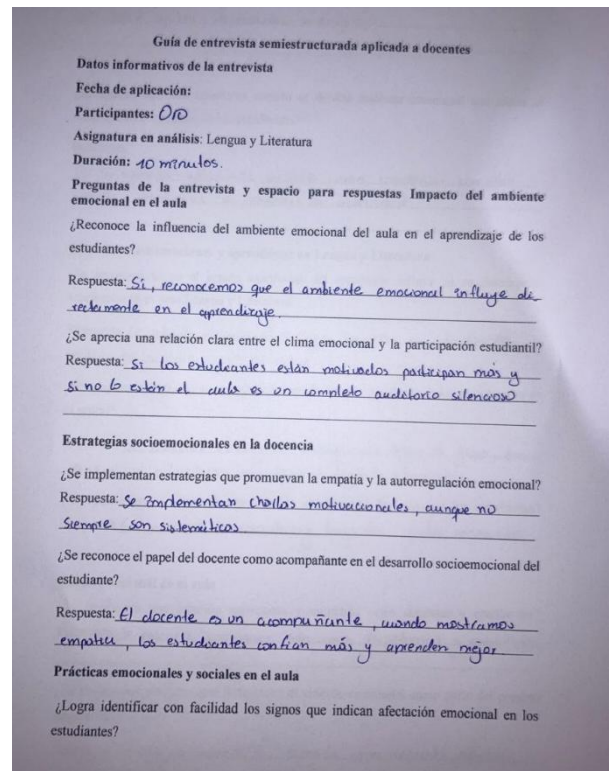 Guía de entrevista semiestructurada aplicada a docentes
Datos informativos de la entrevista
Fecha de aplicación:
Participantes: Oro
Asignatura en análisis: Lengua y Literatura
Duración: 10 minutos.
Preguntas de la entrevista y espacio para respuestas Impacto del ambiente
emocional en el aula
¿Reconoce la influencia del ambiente emocional del aula en el aprendizaje de los
estudiantes?
Respuesta: Si, reconocemos que el ambiente emocional influye di-
rectamente en el aprendizaje.
¿Se aprecia una relación clara entre el clima emocional y la participación estudiantil?
Respuesta: Si los estudiantes están motivados participan más y
si no lo están el aula es un completo auditorio silencioso
Estrategias socioemocionales en la docencia
¿Se implementan estrategias que promuevan la empatía y la autorregulación emocional?
Respuesta: Se implementan charlas motivacionales, aunque no
siempre son sistemáticas
¿Se reconoce el papel del docente como acompañante en el desarrollo socioemocional del
estudiante?
Respuesta: El docente es un acompañante, cuando mostramos
empatía, los estudiantes confían más y aprenden mejor
Prácticas emocionales y sociales en el aula
¿Logra identificar con facilidad los signos que indican afectación emocional en los
estudiantes?